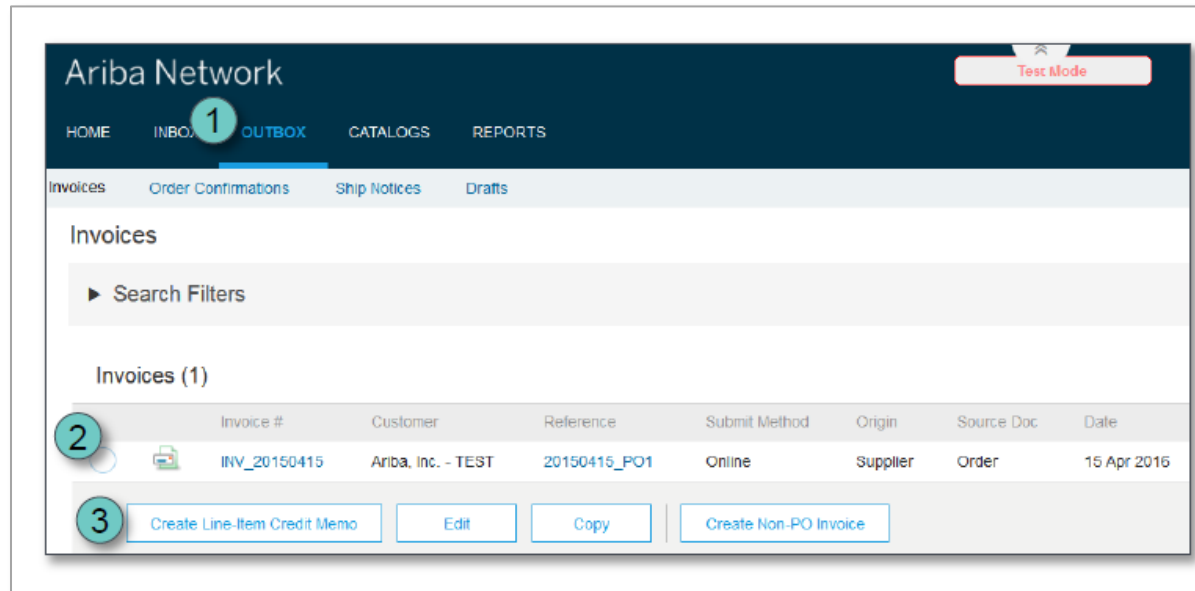 Ariba Network
Test Mode
1
HOME INBOX OUTBOX CATALOGS REPORTS
Invoices Order Confirmations Ship Notices Drafts
Invoices
► Search Filters
Invoices (1)
2
Invoice # Customer Reference Submit Method Origin Source Doc Date
INV_20150415 Ariba, Inc. - TEST 20150415_PO1 Online Supplier Order 15 Apr 2016
3 Create Line-Item Credit Memo Edit Copy Create Non-PO Invoice